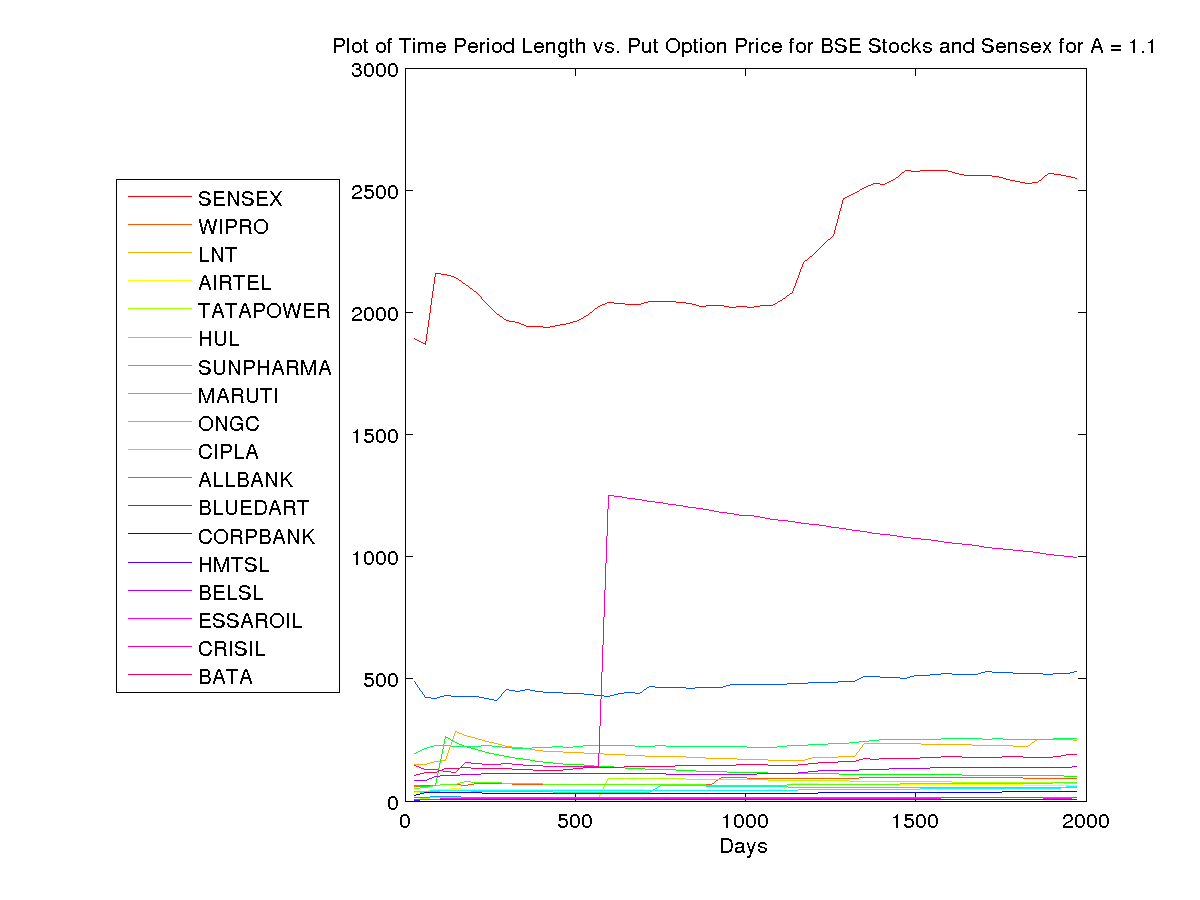 Plot of Time Period Length vs. Put Option Price for BSE Stocks and Sensex for A = 1.1
3000
2500
2000
1500
1000
500
0
SENSEX
WIPRO
LNT
AIRTEL
TATAPOWER
HUL
SUNPHARMA
MARUTI
ONGC
CIPLA
ALLBANK
BLUEDART
CORPBANK
HMTSL
BELSL
ESSAROIL
CRISIL
BATA
0 500 1000 1500 2000
Days